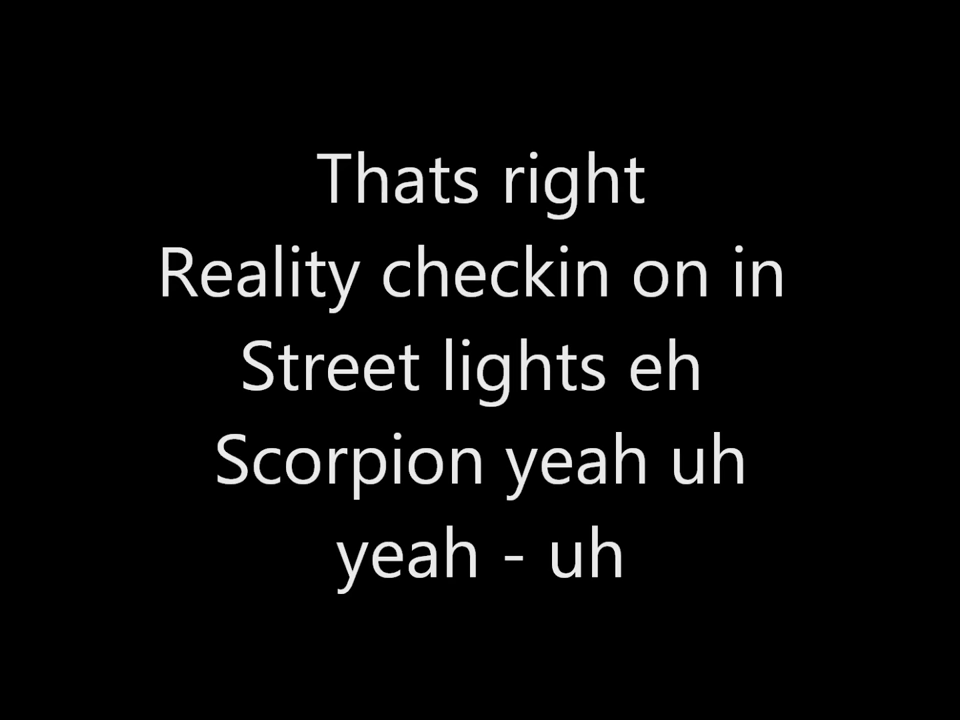 Thats right
Reality checkin on in
Street lights eh
Scorpion yeah uh
yeah - uh